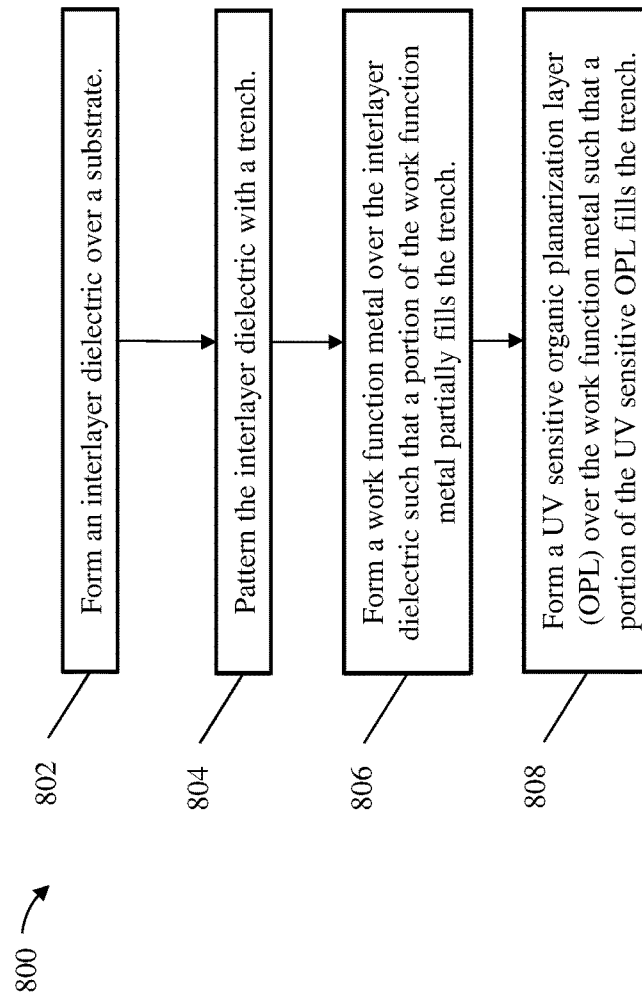 800
802
Form an interlayer dielectric over a substrate.
804
Pattern the interlayer dielectric with a trench.
806
Form a work function metal over the interlayer
dielectric such that a portion of the work function
metal partially fills the trench.
808
Form a UV sensitive organic planarization layer
(OPL) over the work function metal such that a
portion of the UV sensitive OPL fills the trench.